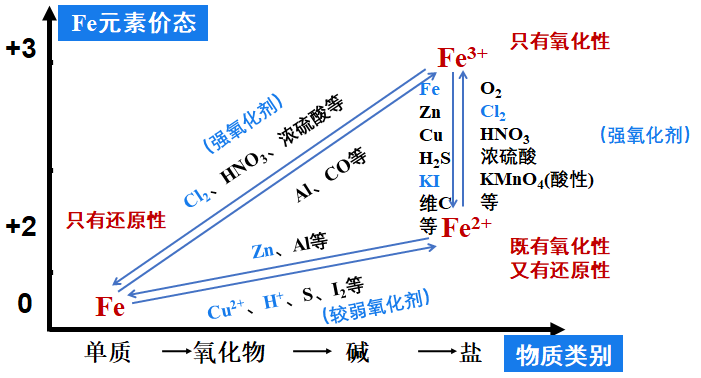 Fe元素价态
+3
Fe³⁺
只有氧化性
(强氧化剂)
Cl₂、HNO₃、浓硫酸等
Al、CO等
Fe
Zn
Cu
H₂S
KI
维C
等
O₂
Cl₂
HNO₃
浓硫酸
KMnO₄(酸性)
等
(强氧化剂)
只有还原性
+2
Fe²⁺
既有氧化性
又有还原性
Zn、Al等
Cu²⁺、H⁺、S、I₂等
(较弱氧化剂)
0
Fe
单质 → 氧化物 → 碱 → 盐
物质类别